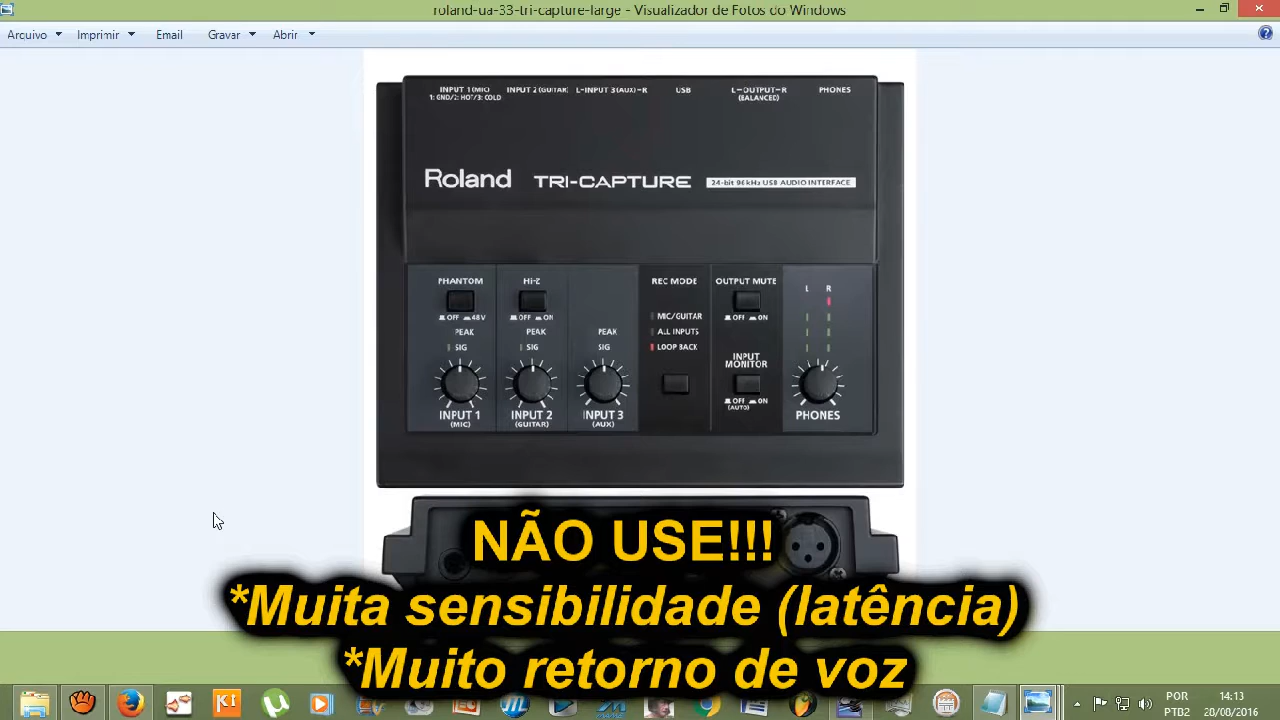 roland-ua-33-tri-capture-large - Visualizador de Fotos do Windows
Arquivo Imprimir Email Gravar Abrir
INPUT 1 (MIC) INPUT 2 (GUITAR) L-INPUT 3 (AUX)-R USB L-OUTPUT-R PHONES
1: GND/2: HOT/3: COLD (BALANCED)
Roland TRI-CAPTURE 24-bit 96kHz USB AUDIO INTERFACE
PHANTOM Hi-Z REC MODE OUTPUT MUTE L R
OFF 48V OFF ON MIC/GUITAR OFF ON
PEAK PEAK PEAK ALL INPUTS
SIG SIG SIG LOOP BACK
INPUT
MONITOR
OFF ON
(AUTO)
INPUT 1 INPUT 2 INPUT 3 PHONES
(MIC) (GUITAR) (AUX)
NÃO USE!!!
*Muita sensibilidade (latência)
*Muito retorno de voz
POR 14:13
PTB2 28/08/2016